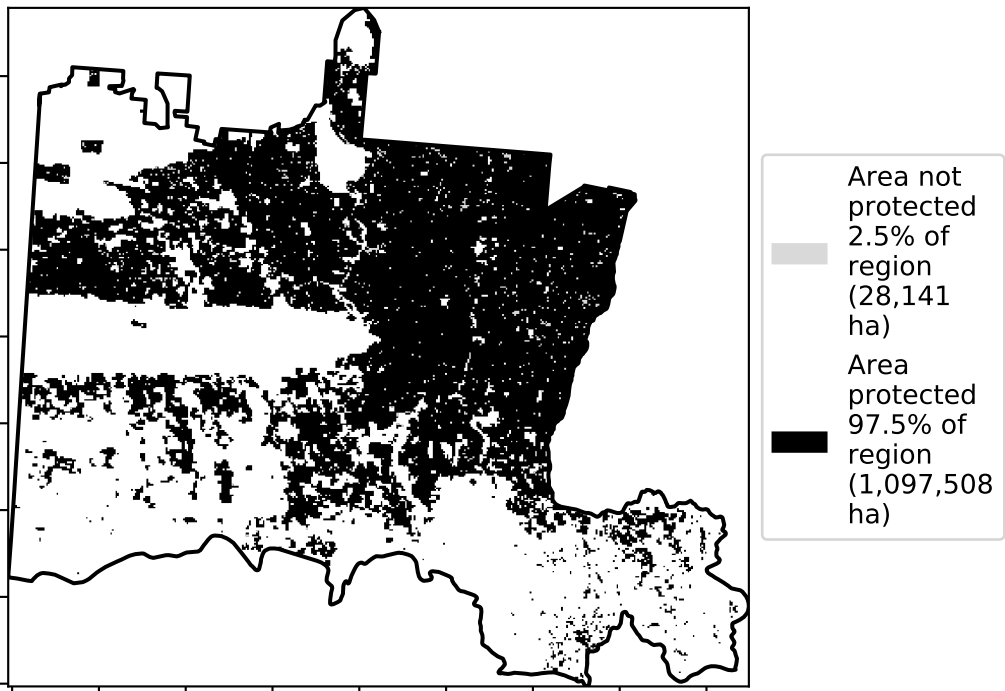 Area not
protected
2.5% of
region
(28,141
ha)
Area
protected
97.5% of
region
(1,097,508
ha)